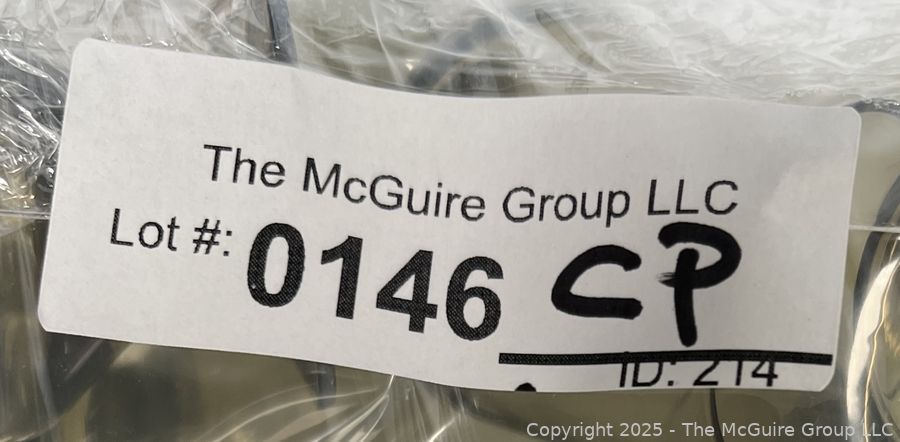 The McGuire Group LLC
Lot #: 0146 CP
ID: 214
Copyright 2025 - The McGuire Group LLC